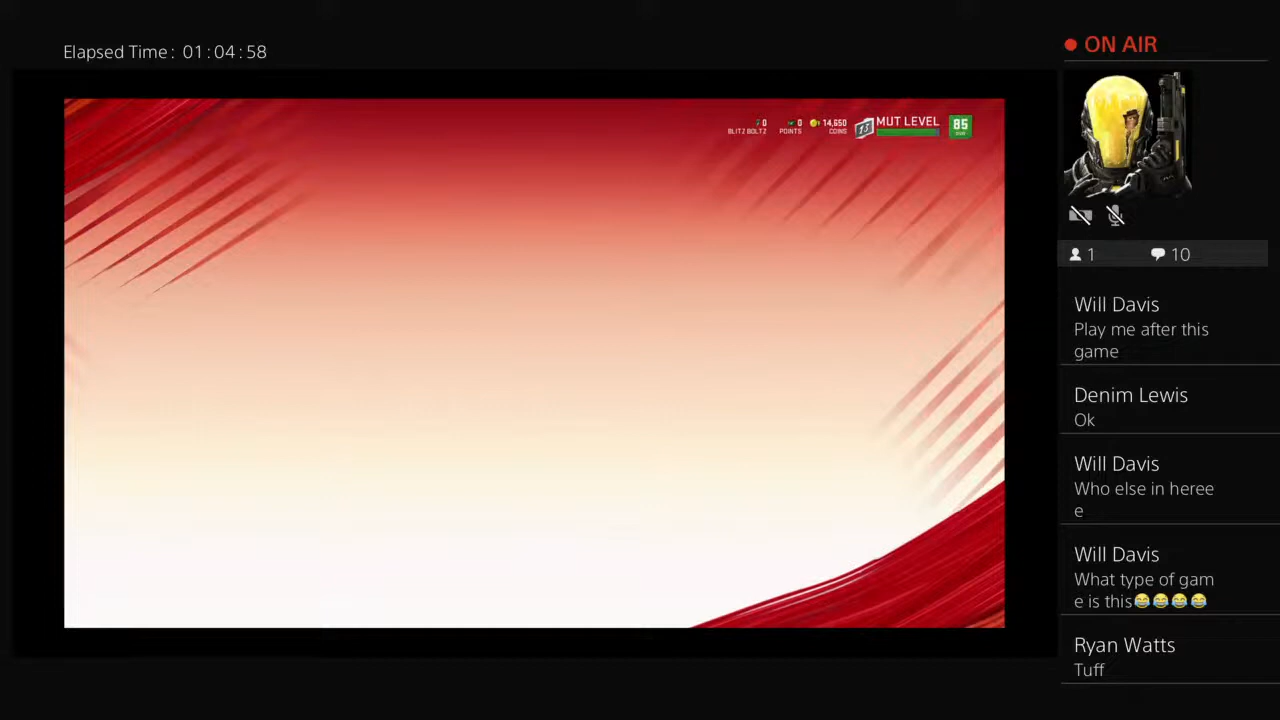 Elapsed Time: 01:04:58
ON AIR
0 0 14,650 MUT LEVEL 85
BLITZ BOLTZ POINTS COINS 15 OVR
1 10
Will Davis
Play me after this
game
Denim Lewis
Ok
Will Davis
Who else in heree
e
Will Davis
What type of gam
e is this😂😂😂😂
Ryan Watts
Tuff